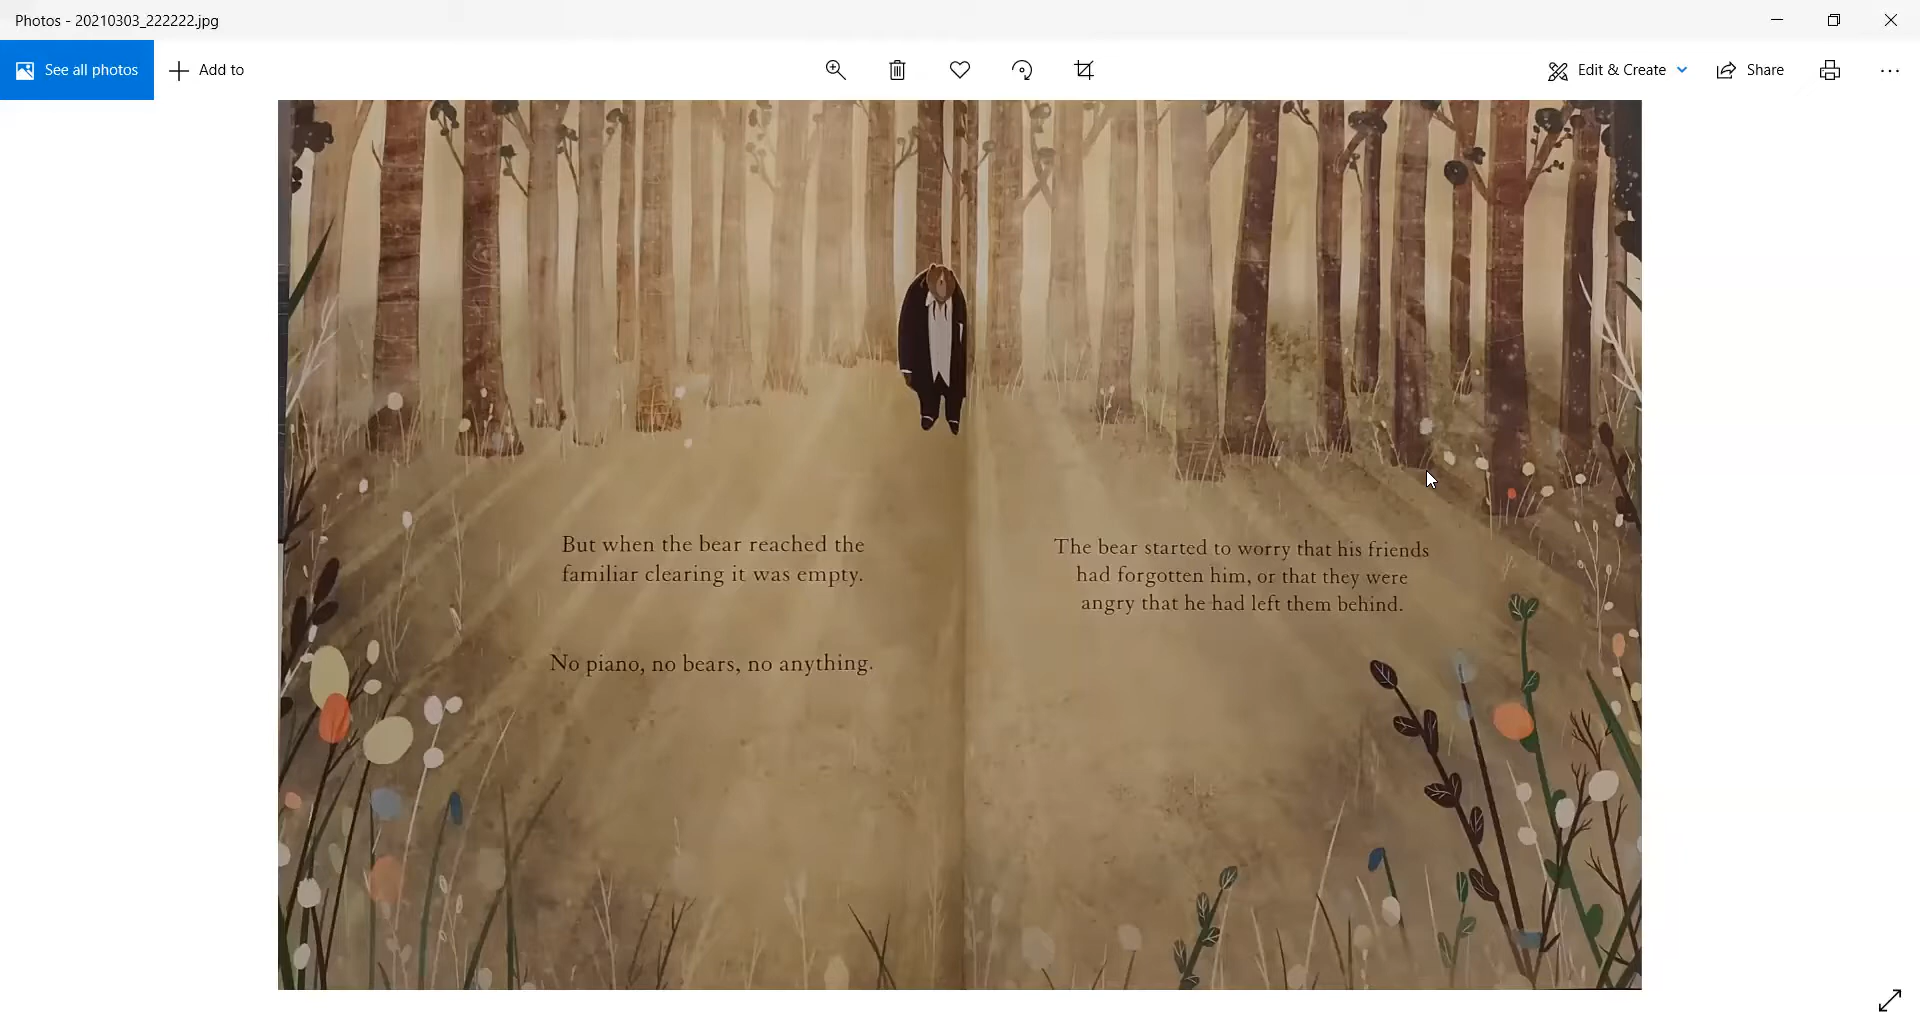 Photos - 20210303_222222.jpg
See all photos
Add to
Edit & Create
Share
But when the bear reached the
familiar clearing it was empty.
No piano, no bears, no anything.
The bear started to worry that his friends
had forgotten him, or that they were
angry that he had left them behind.